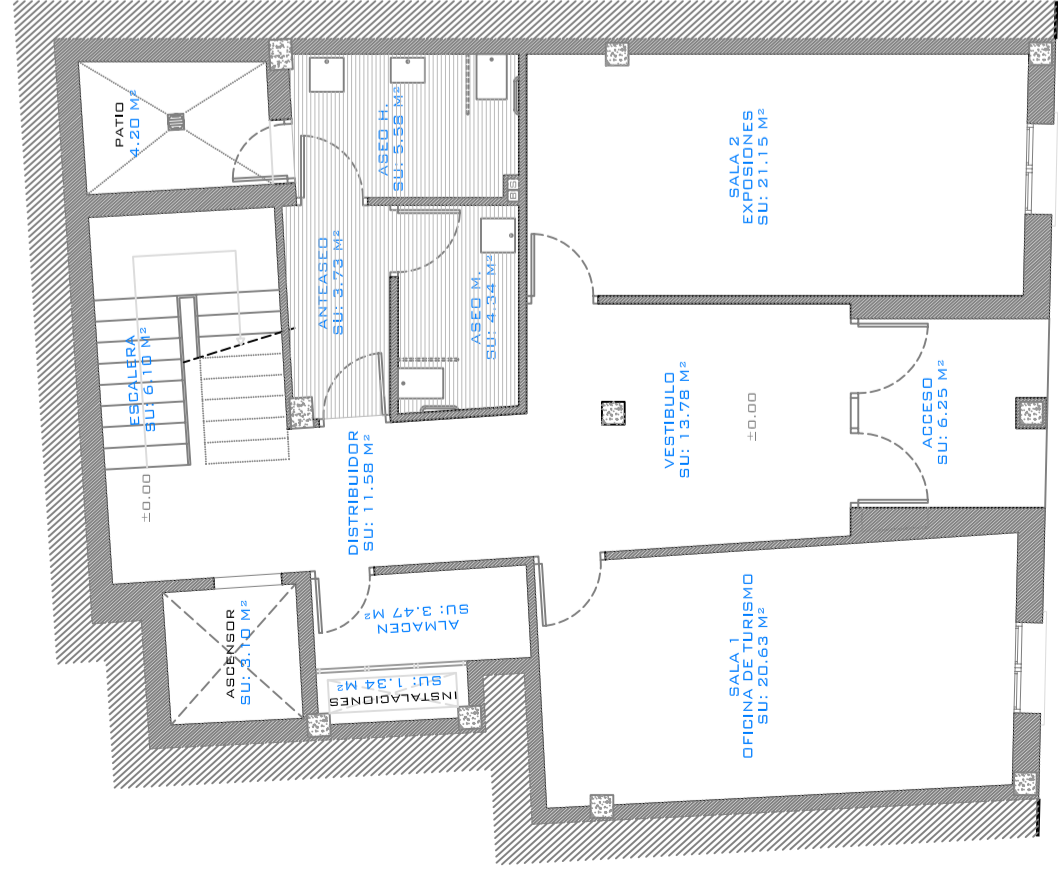 PATIO
4.20 M²
ASEO H.
SU: 5.58 M²
SALA 2
EXPOSIONES
SU: 21.15 M²
BS
ANTEASEO
SU: 3.73 M²
ASEO M.
SU: 4.34 M²
ESCALERA
SU: 6.10 M²
±0.00
DISTRIBUIDOR
SU: 11.58 M²
VESTIBULO
SU: 13.78 M²
±0.00
ACCESO
SU: 6.25 M²
ASCENSOR
SU: 3.10 M²
ALMACEN
SU: 3.47 M²
INSTALACIONES
SU: 1.34 M²
SALA 1
OFICINA DE TURISMO
SU: 20.63 M²